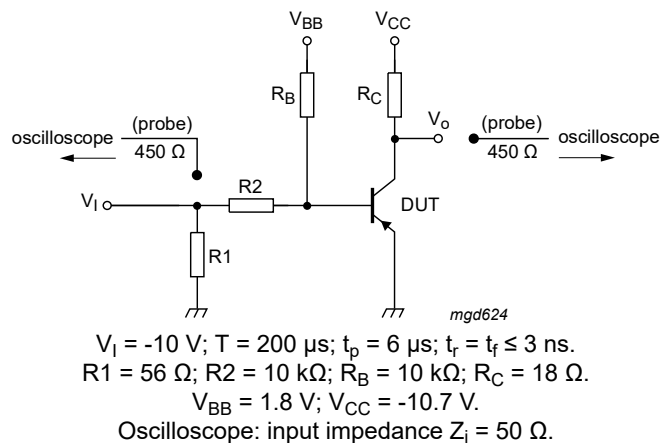 V_BB V_CC
R_B R_C
oscilloscope (probe) 450 Ω
V_o (probe) 450 Ω oscilloscope
R2
V_I DUT
R1
mgd624
V_I = -10 V; T = 200 µs; t_p = 6 µs; t_r = t_f ≤ 3 ns.
R1 = 56 Ω; R2 = 10 kΩ; R_B = 10 kΩ; R_C = 18 Ω.
V_BB = 1.8 V; V_CC = -10.7 V.
Oscilloscope: input impedance Z_i = 50 Ω.